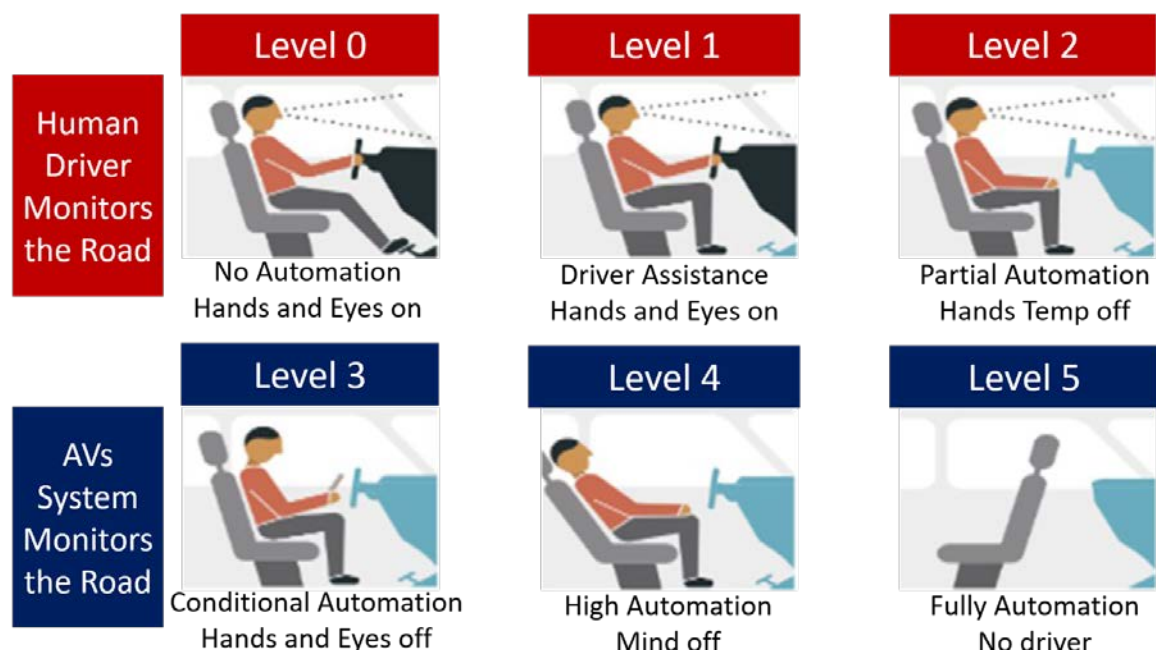 Level 0
Level 1
Level 2
Human
Driver
Monitors
the Road
No Automation
Hands and Eyes on
Driver Assistance
Hands and Eyes on
Partial Automation
Hands Temp off
Level 3
Level 4
Level 5
AVs
System
Monitors
the Road
Conditional Automation
Hands and Eyes off
High Automation
Mind off
Fully Automation
No driver